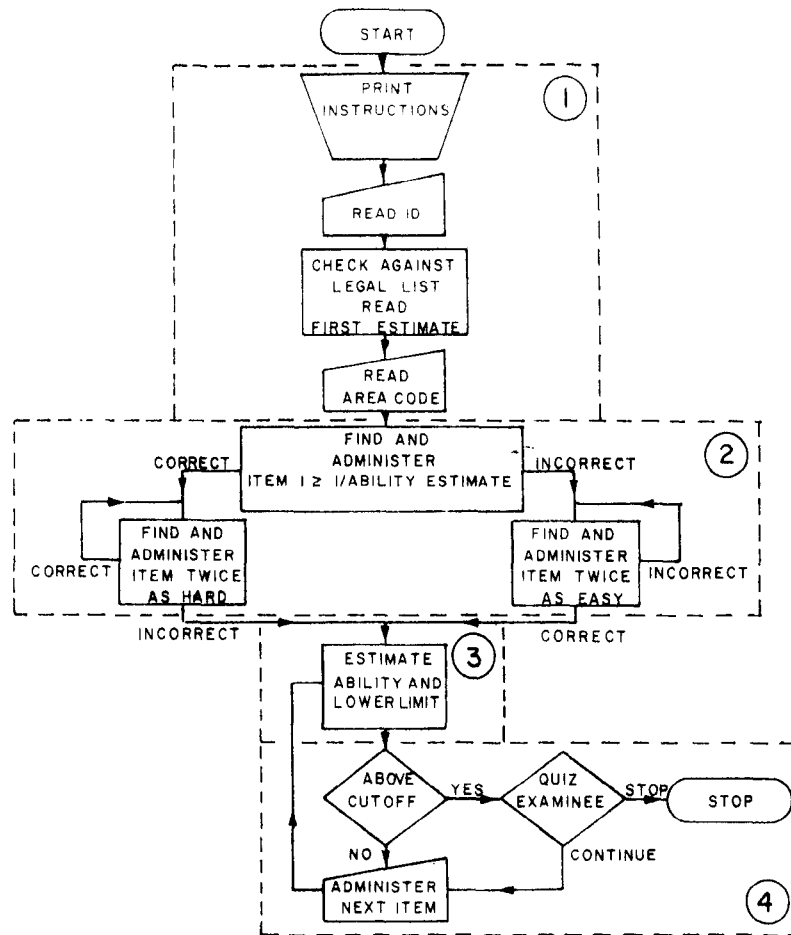 START
PRINT
INSTRUCTIONS
1
READ ID
CHECK AGAINST
LEGAL LIST
READ
FIRST ESTIMATE
READ
AREA CODE
2
FIND AND
ADMINISTER
ITEM I ≥ I/ABILITY ESTIMATE
CORRECT
INCORRECT
FIND AND
ADMINISTER
ITEM TWICE
AS HARD
CORRECT
FIND AND
ADMINISTER
ITEM TWICE
AS EASY
INCORRECT
INCORRECT
CORRECT
3
ESTIMATE
ABILITY AND
LOWER LIMIT
ABOVE
CUTOFF
YES
QUIZ
EXAMINEE
STOP
STOP
NO
CONTINUE
ADMINISTER
NEXT ITEM
4